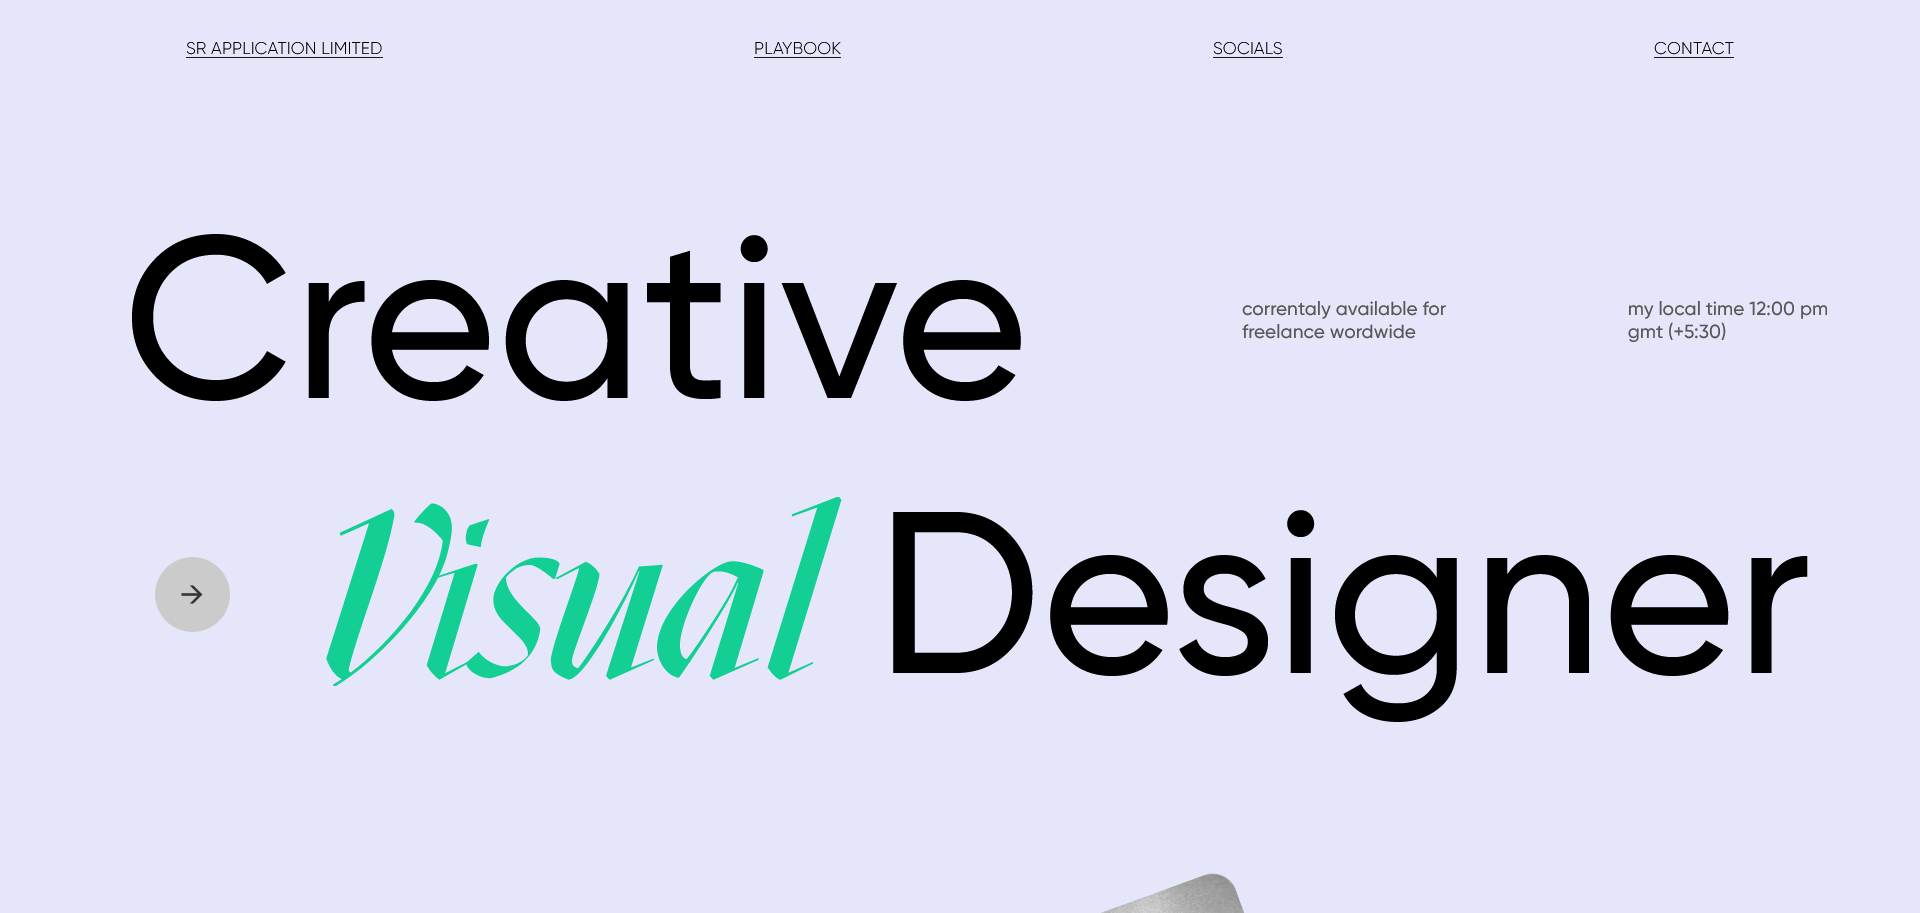 SR APPLICATION LIMITED
PLAYBOOK
SOCIALS
CONTACT
Creative
correntaly available for
freelance wordwide
my local time 12:00 pm
gmt (+5:30)
Visual Designer